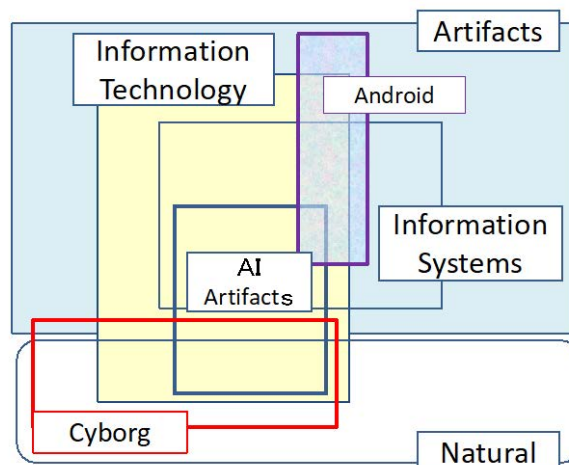 Artifacts
Information
Technology
Android
Information
Systems
AI
Artifacts
Cyborg
Natural